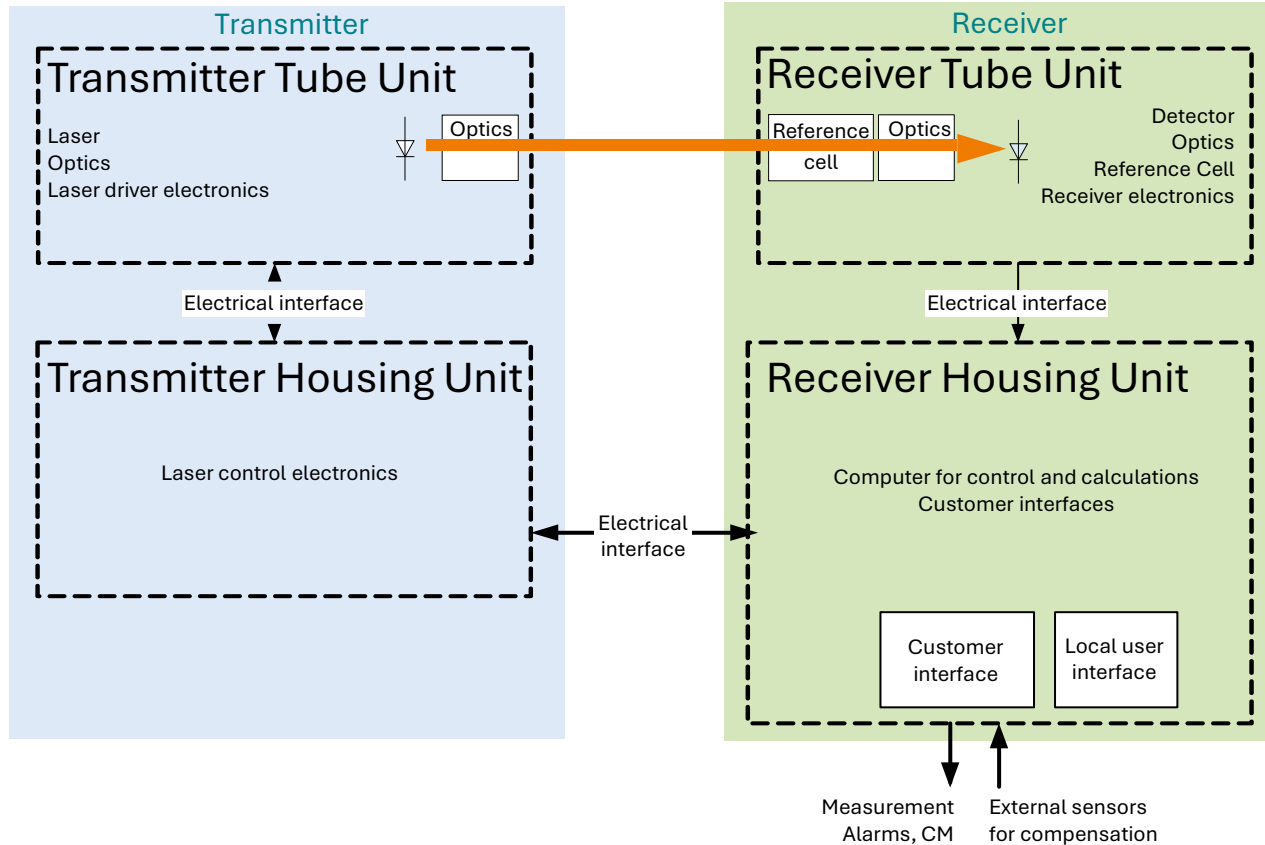 Transmitter
Transmitter Tube Unit
Laser
Optics
Laser driver electronics
Optics
Electrical interface
Transmitter Housing Unit
Laser control electronics
Electrical
interface
Receiver
Receiver Tube Unit
Reference
cell
Optics
Detector
Optics
Reference Cell
Receiver electronics
Electrical interface
Receiver Housing Unit
Computer for control and calculations
Customer interfaces
Customer
interface
Local user
interface
Measurement
Alarms, CM
External sensors
for compensation